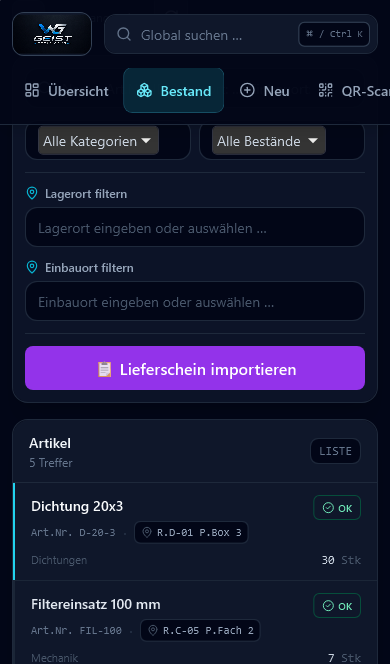 GEIST
Global suchen ...
⌘ / Ctrl K
Übersicht
Bestand
Neu
QR-Scan
Alle Kategorien
Alle Bestände
Lagerort filtern
Lagerort eingeben oder auswählen ...
Einbauort filtern
Einbauort eingeben oder auswählen ...
📋 Lieferschein importieren
Artikel
5 Treffer
LISTE
Dichtung 20x3
OK
Art.Nr. D-20-3 · R.D-01 P.Box 3
Dichtungen
30 Stk
Filtereinsatz 100 mm
OK
Art.Nr. FIL-100 · R.C-05 P.Fach 2
Mechanik
7 Stk